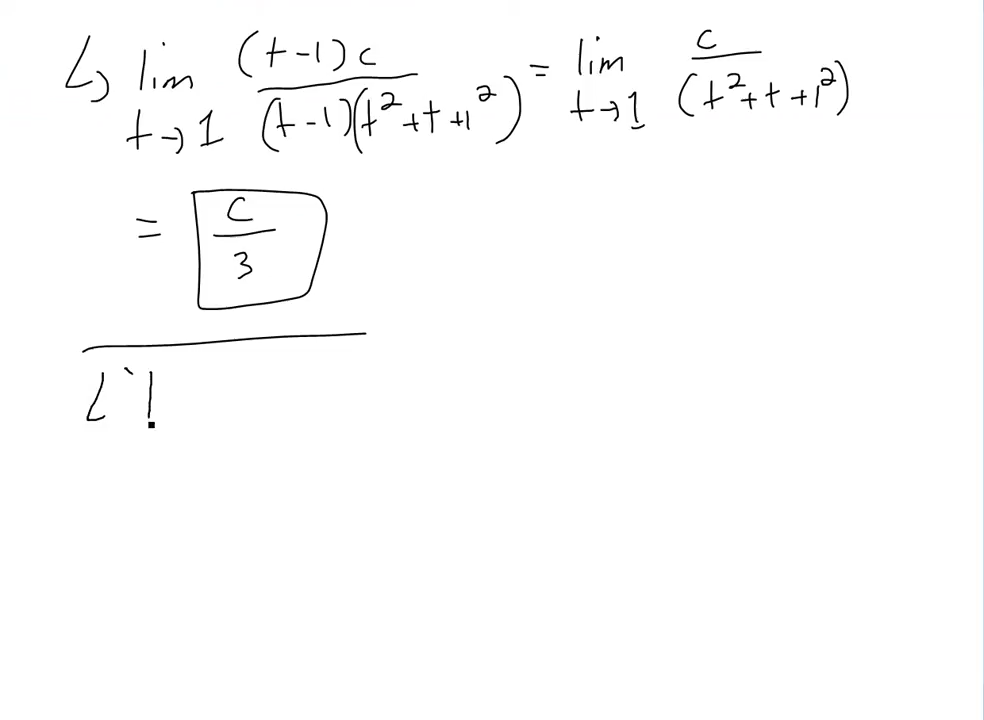 ↳ lim t→1 (t-1)c / (t-1)(t²+t+1²) = lim t→1 c / (t²+t+1²)
= c/3
L'